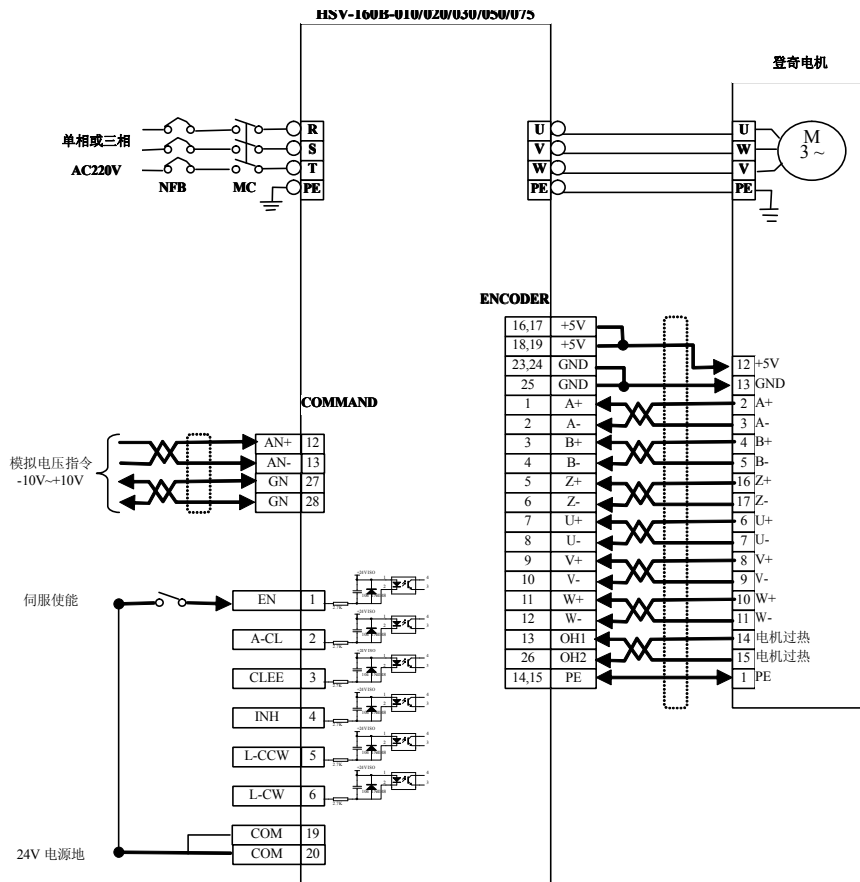 HSV-160B-010/020/030/050/075
登奇电机
单相或三相
AC220V
NFB
MC
R
S
T
PE
U
V
W
PE
U
W
V
PE
M
3 ~
ENCODER
16,17 +5V
18,19 +5V
23,24 GND
25 GND
1 A+
2 A-
3 B+
4 B-
5 Z+
6 Z-
7 U+
8 U-
9 V+
10 V-
11 W+
12 W-
13 OH1
26 OH2
14,15 PE
12 +5V
13 GND
2 A+
3 A-
4 B+
5 B-
16 Z+
17 Z-
6 U+
7 U-
8 V+
9 V-
10 W+
11 W-
14 电机过热
15 电机过热
1 PE
COMMAND
模拟电压指令
-10V~+10V
AN+ 12
AN- 13
GN 27
GN 28
伺服使能
EN 1
A-CL 2
CLEE 3
INH 4
L-CCW 5
L-CW 6
COM 19
COM 20
24V 电源地